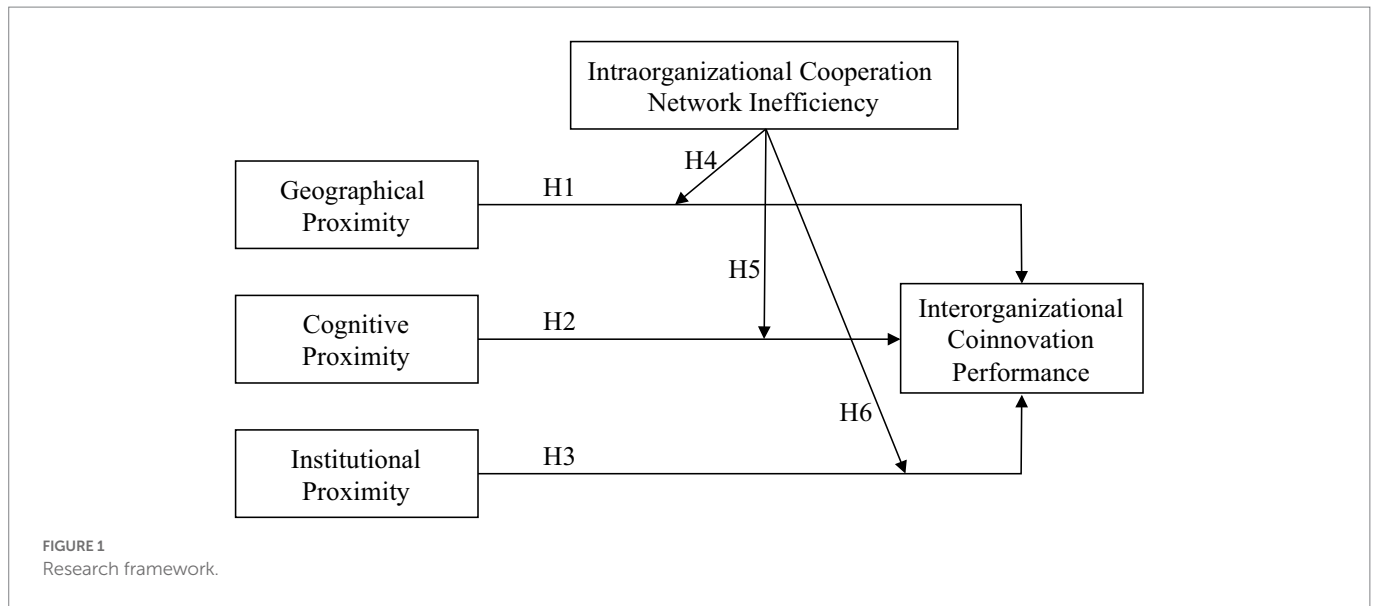 Intraorganizational Cooperation
Network Inefficiency
H4
Geographical
Proximity
H1
H5
Cognitive
Proximity
H2
Interorganizational
Coinnovation
Performance
H6
Institutional
Proximity
H3
FIGURE 1
Research framework.